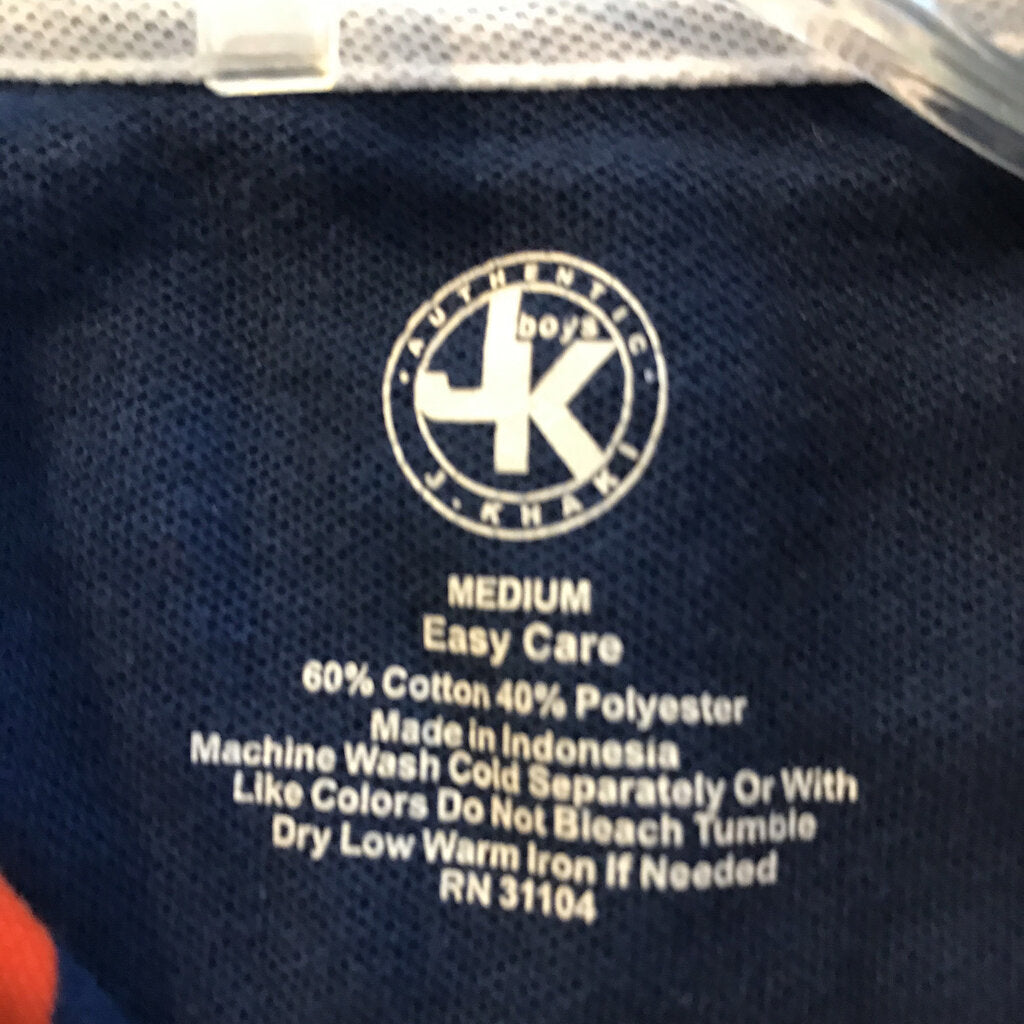 · AUTHENTIC ·
boys
JK
J · KHAKI
MEDIUM
Easy Care
60% Cotton 40% Polyester
Made in Indonesia
Machine Wash Cold Separately Or With
Like Colors Do Not Bleach Tumble
Dry Low Warm Iron If Needed
RN 31104